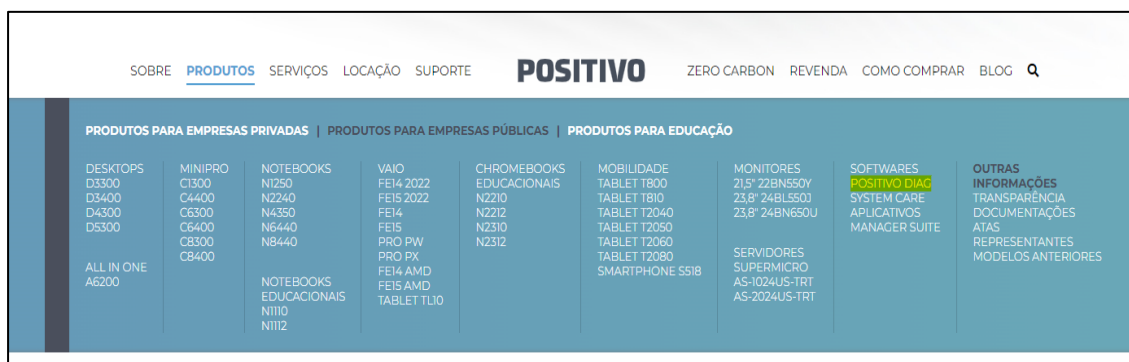 SOBRE PRODUTOS SERVIÇOS LOCAÇÃO SUPORTE POSITIVO ZERO CARBON REVENDA COMO COMPRAR BLOG
PRODUTOS PARA EMPRESAS PRIVADAS | PRODUTOS PARA EMPRESAS PÚBLICAS | PRODUTOS PARA EDUCAÇÃO
DESKTOPS
D3300
D3400
D4300
D5300
ALL IN ONE
A6200
MINIPRO
C1300
C4400
C6300
C6400
C8300
C8400
NOTEBOOKS
N1250
N2240
N4350
N6440
N8440
NOTEBOOKS
EDUCACIONAIS
N1110
N1112
VAIO
FE14 2022
FE15 2022
FE14
FE15
PRO PW
PRO PX
FE14 AMD
FE15 AMD
TABLET TL10
CHROMEBOOKS
EDUCACIONAIS
N2210
N2212
N2310
N2312
MOBILIDADE
TABLET T800
TABLET T810
TABLET T2040
TABLET T2050
TABLET T2060
TABLET T2080
SMARTPHONE S518
MONITORES
21,5" 22BN550Y
23,8" 24BL550J
23,8" 24BN650U
SERVIDORES
SUPERMICRO
AS-1024US-TRT
AS-2024US-TRT
SOFTWARES
POSITIVO DIAG
SYSTEM CARE
APLICATIVOS
MANAGER SUITE
OUTRAS
INFORMAÇÕES
TRANSPARÊNCIA
DOCUMENTAÇÕES
ATAS
REPRESENTANTES
MODELOS ANTERIORES